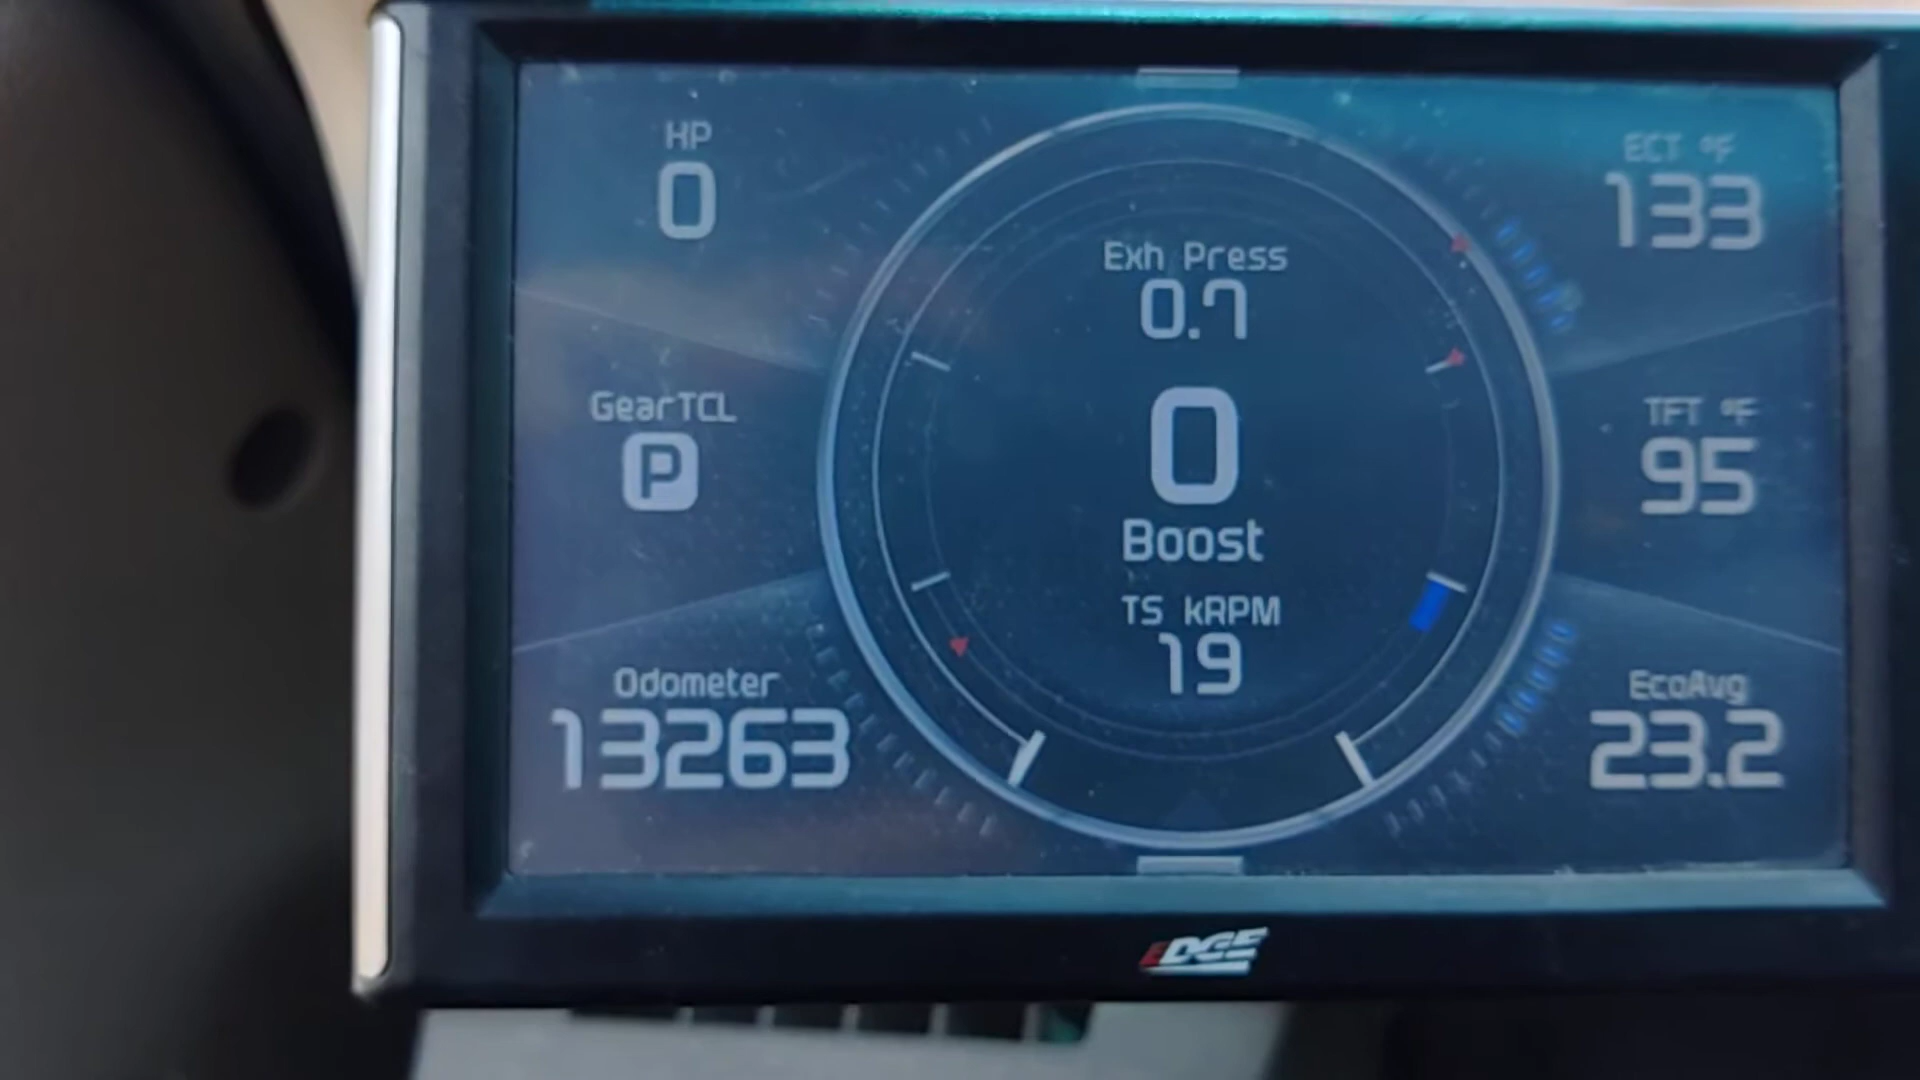 HP
0
GearTCL
P
Odometer
13263
Exh Press
0.7
0
Boost
TS kRPM
19
ECT °F
133
TFT °F
95
EcoAvg
23.2
EDGE